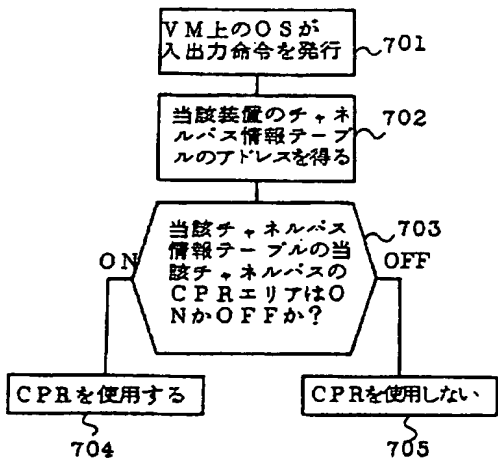 VM上のOSが
入出力命令を発行
701
当該装置のチャネ
ルパス情報テーブ
ルのアドレスを得る
702
当該チャネルパス
情報テーブルの当
該チャネルパスの
CPRエリアはO
NかOFFか?
703
ON
OFF
CPRを使用する
CPRを使用しない
704
705